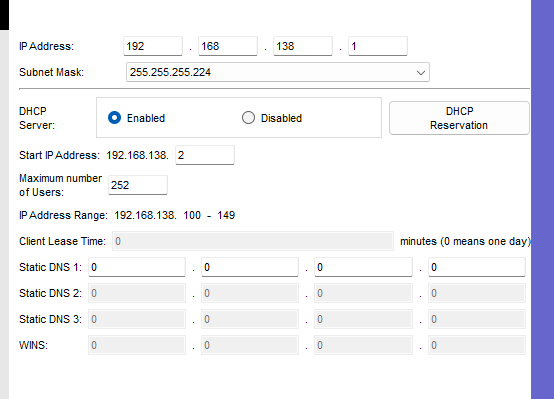 IP Address: 192 . 168 . 138 . 1
Subnet Mask: 255.255.255.224
DHCP Server: Enabled Disabled DHCP Reservation
Start IP Address: 192.168.138. 2
Maximum number of Users: 252
IP Address Range: 192.168.138. 100 - 149
Client Lease Time: 0 minutes (0 means one day)
Static DNS 1: 0 . 0 . 0 . 0
Static DNS 2: 0 . 0 . 0 . 0
Static DNS 3: 0 . 0 . 0 . 0
WINS: 0 . 0 . 0 . 0